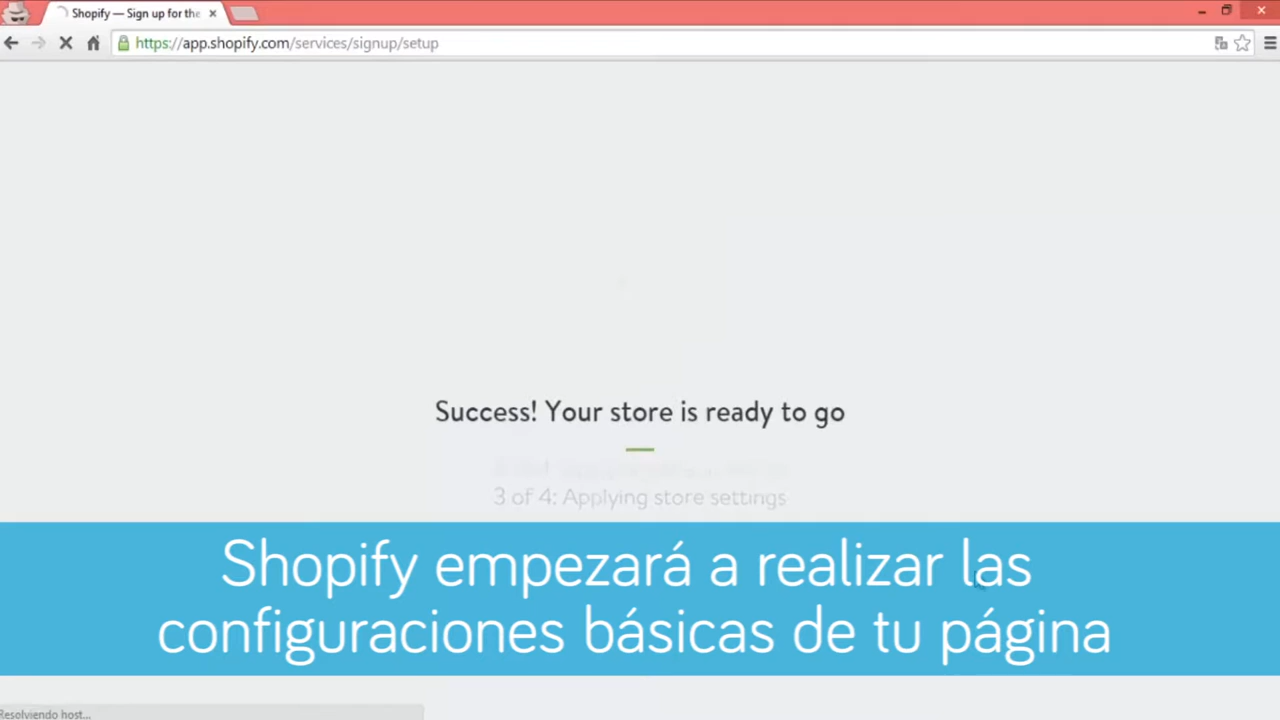 Shopify — Sign up for the
https://app.shopify.com/services/signup/setup
Success! Your store is ready to go
3 of 4: Applying store settings
Shopify empezará a realizar las
configuraciones básicas de tu página
Resolviendo host...